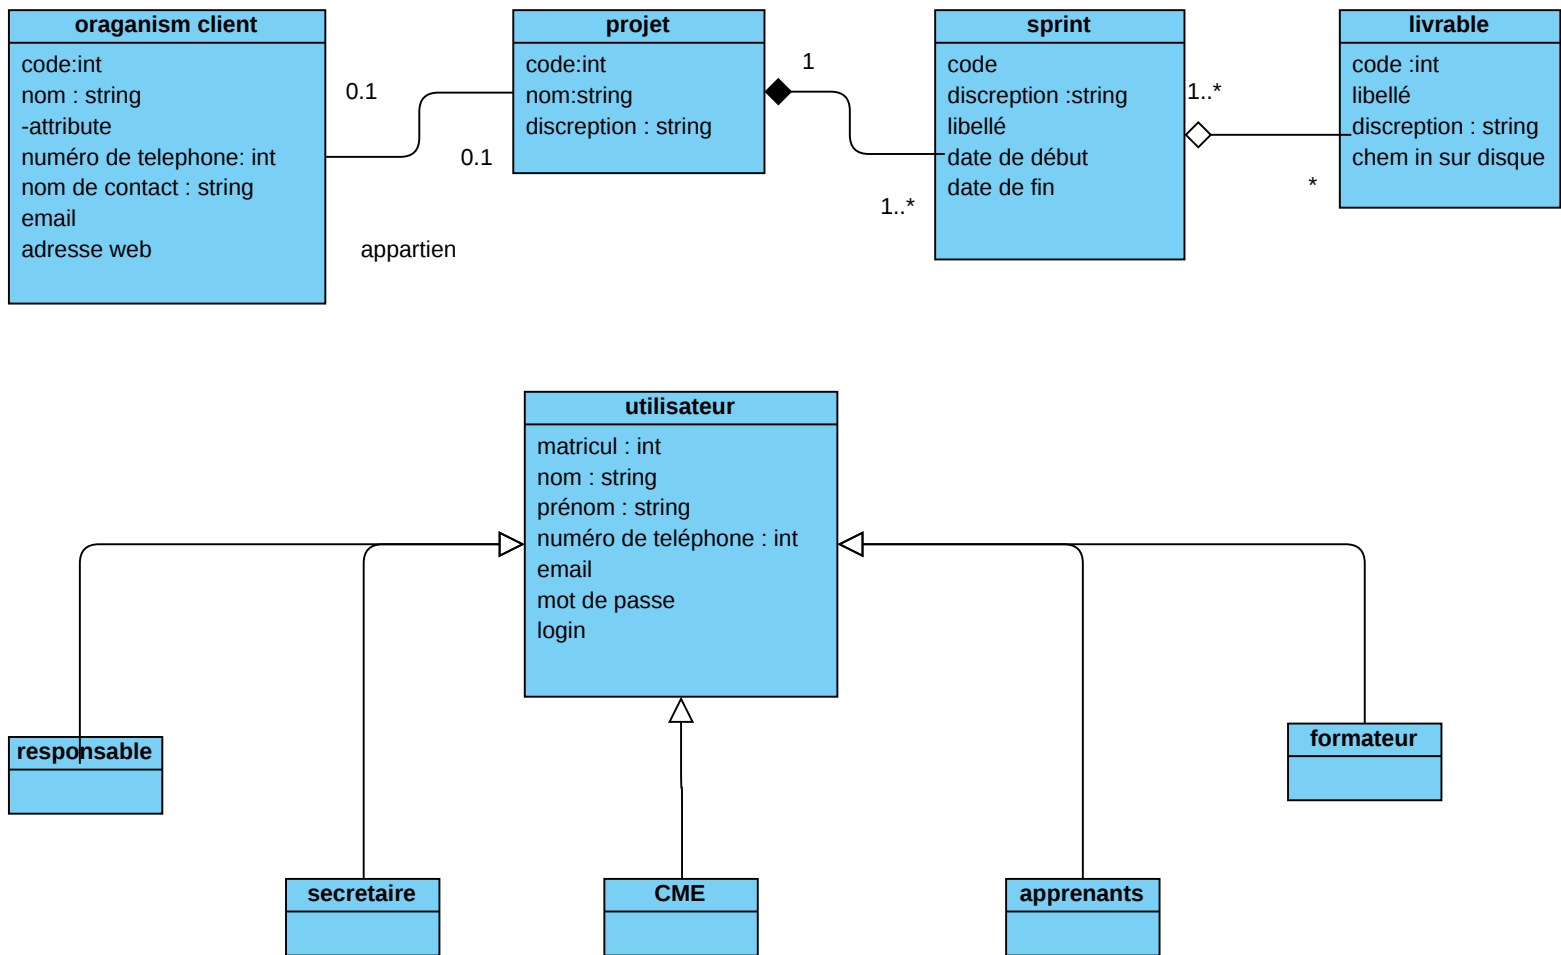 oraganism client
code:int
nom : string
-attribute
numéro de telephone: int
nom de contact : string
email
adresse web
0.1
0.1
appartien
projet
code:int
nom:string
discreption : string
1
1..*
sprint
code
discreption :string
libellé
date de début
date de fin
1..*
*
livrable
code :int
libellé
discreption : string
chem in sur disque
utilisateur
matricul : int
nom : string
prénom : string
numéro de teléphone : int
email
mot de passe
login
responsable
secretaire
CME
apprenants
formateur